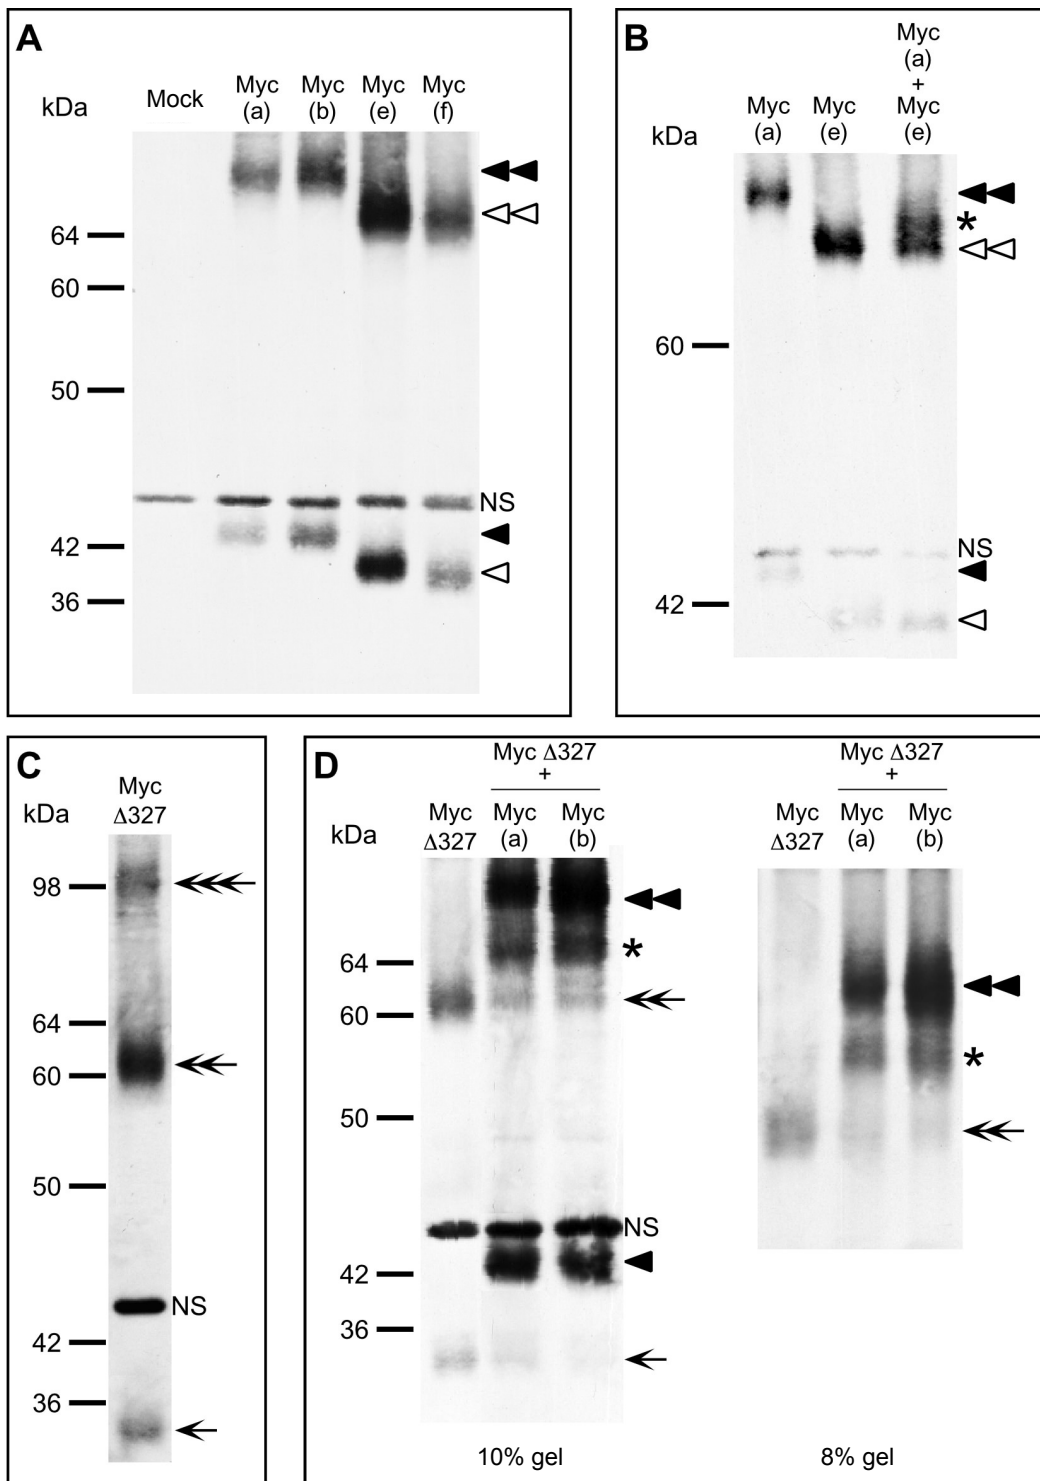 A
kDa
Mock
Myc
(a)
Myc
(b)
Myc
(e)
Myc
(f)
64
60
50
NS
42
36
B
kDa
Myc
(a)
Myc
(e)
Myc
(a)
+
Myc
(e)
*
60
NS
42
C
kDa
Myc
Δ327
98
64
60
50
NS
42
36
D
kDa
Myc
Δ327
Myc Δ327
+
Myc
(a)
Myc
(b)
64
*
60
50
NS
42
36
10% gel
Myc
Δ327
Myc Δ327
+
Myc
(a)
Myc
(b)
*
8% gel